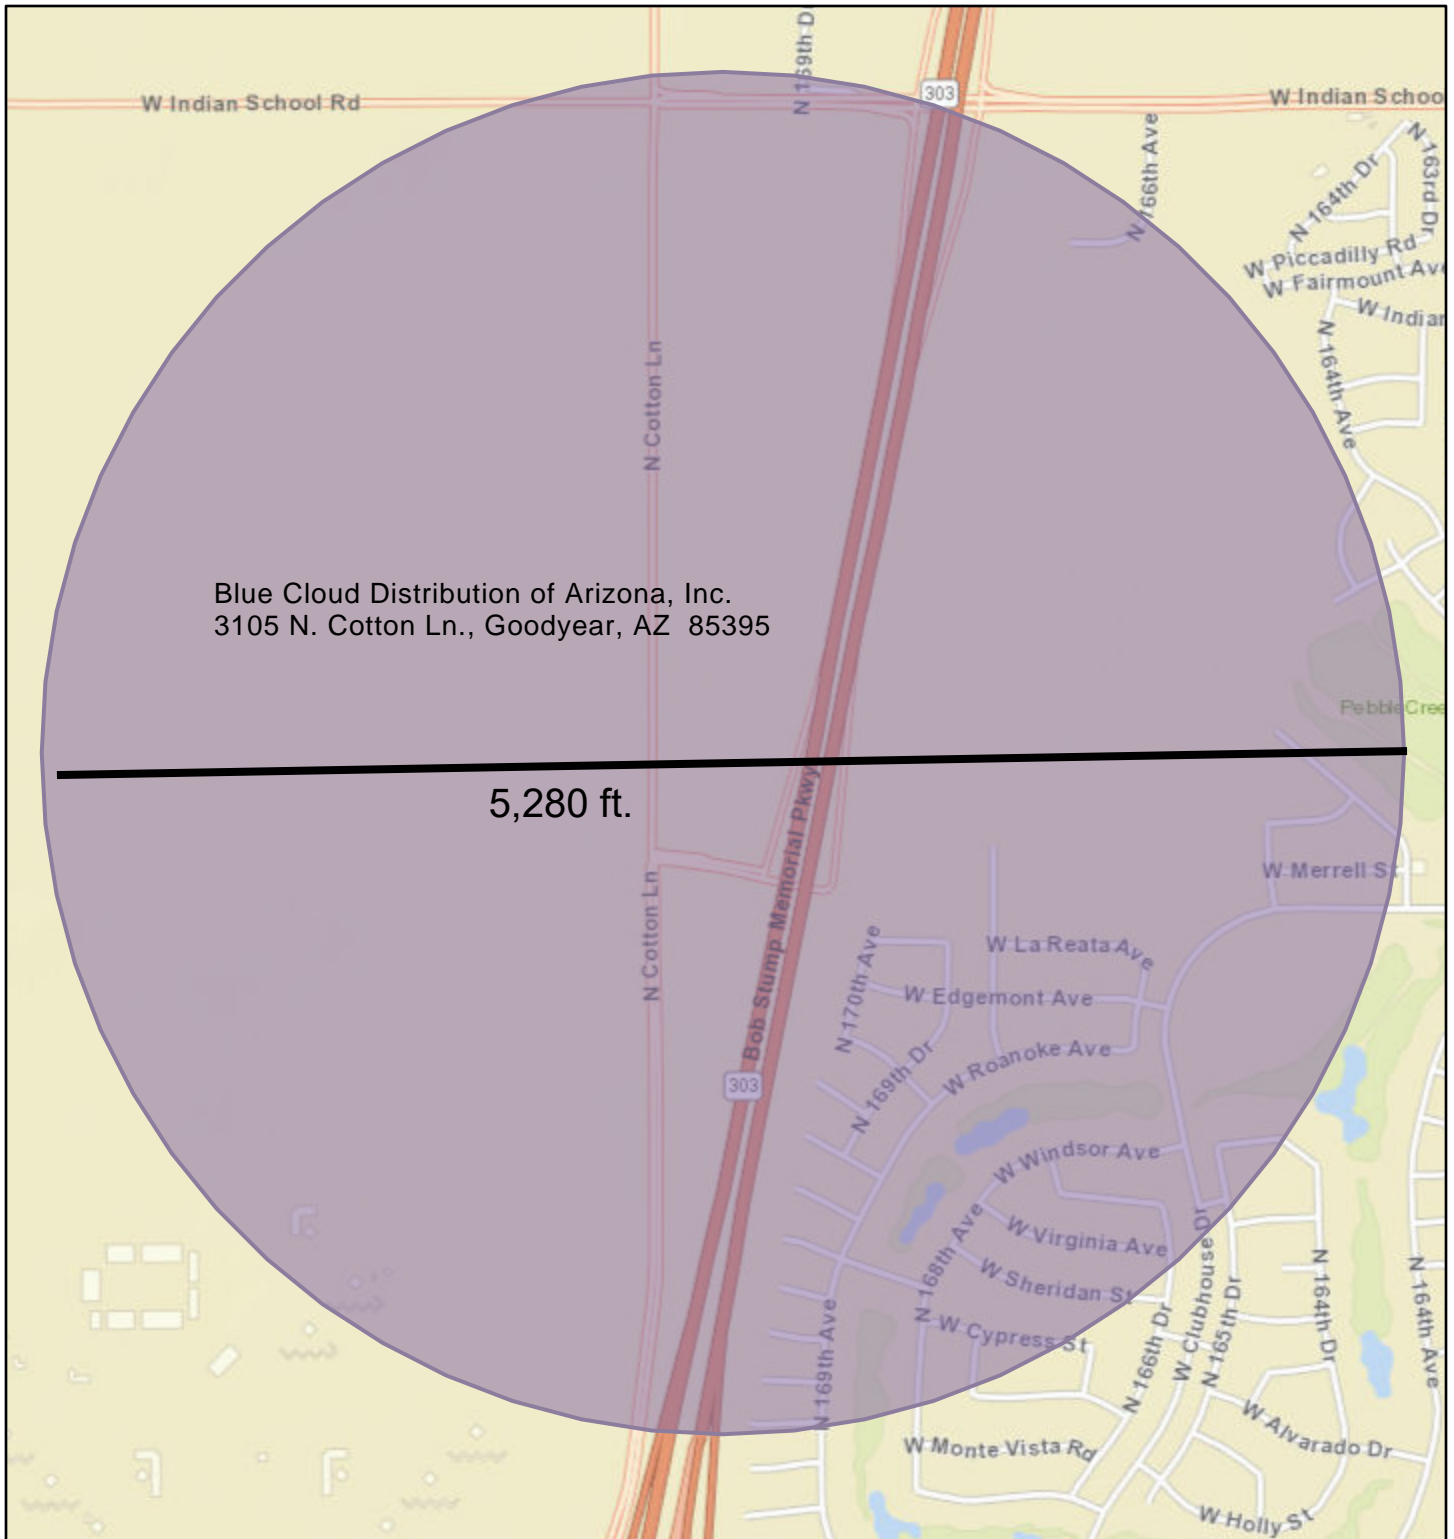 N 169th D
303
W Indian School Rd
W Indian Schoo
N 166th Ave
N 164th Dr
N 163rd Dr
W Piccadilly Rd
W Fairmount Ave
W Indian
N 164th Ave
N Cotton Ln
Blue Cloud Distribution of Arizona, Inc.
3105 N. Cotton Ln., Goodyear, AZ 85395
PebbleCree
5,280 ft.
Bob Stump Memorial Pkwy
W Merrell St
N Cotton Ln
N 170th Ave
W La Reata Ave
W Edgemont Ave
N 169th Dr
W Roanoke Ave
303
W Windsor Ave
N 168th Ave
W Virginia Ave
W Sheridan St
W Cypress St
N 169th Ave
N 166th Dr
W Clubhouse Dr
N 165th Dr
N 164th Dr
N 164th Ave
W Monte Vista Rd
W Alvarado Dr
W Holly St